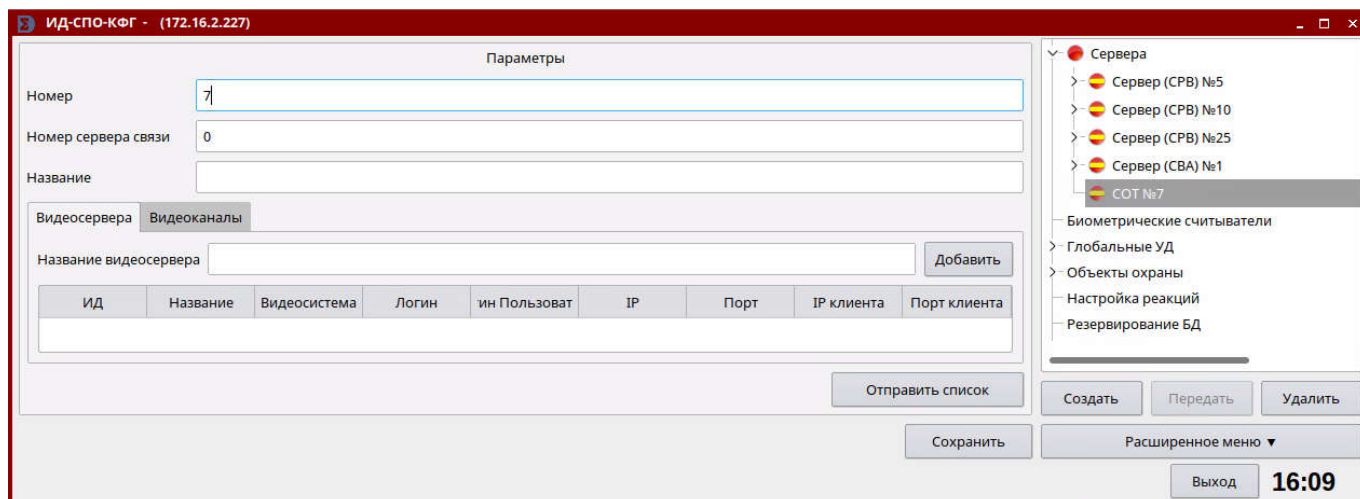 ИД-СПО-КФГ - (172.16.2.227)
Параметры
Номер 7
Номер сервера связи 0
Название
Видеосервера Видеоканалы
Название видеосервера Добавить
ИД Название Видеосистема Логин ин Пользоват IP Порт IP клиента Порт клиента
Отправить список
Сохранить
Сервера
Сервер (СРВ) №5
Сервер (СРВ) №10
Сервер (СРВ) №25
Сервер (СВА) №1
СОТ №7
Биометрические считыватели
Глобальные УД
Объекты охраны
Настройка реакций
Резервирование БД
Создать Передать Удалить
Расширенное меню ▼
Выход 16:09